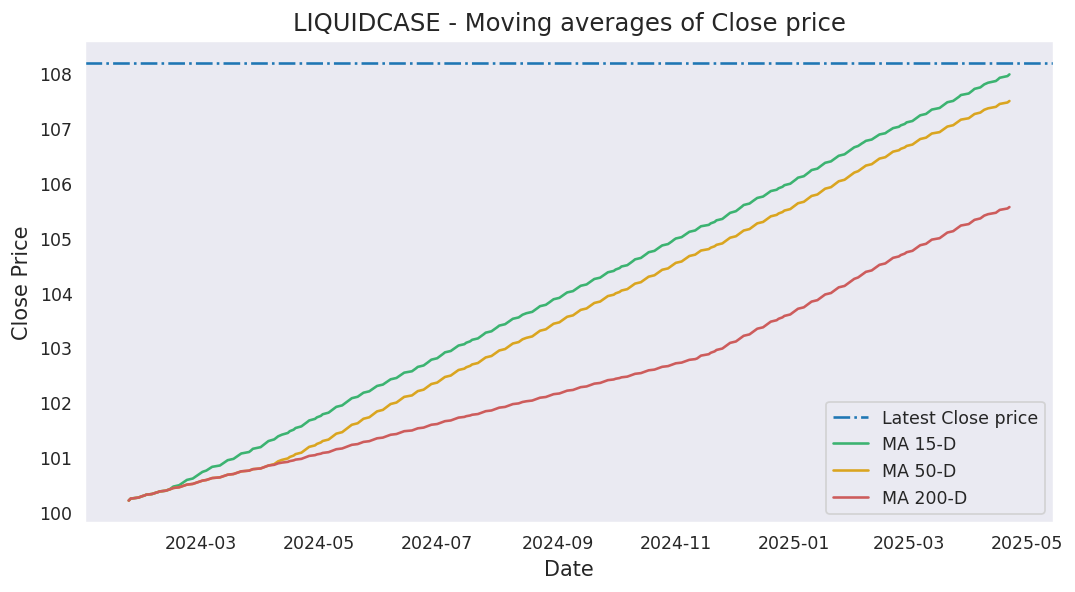 LIQUIDCASE - Moving averages of Close price
108
107
106
105
104
103
102
101
100
Close Price
Latest Close price
MA 15-D
MA 50-D
MA 200-D
2024-03 2024-05 2024-07 2024-09 2024-11 2025-01 2025-03 2025-05
Date